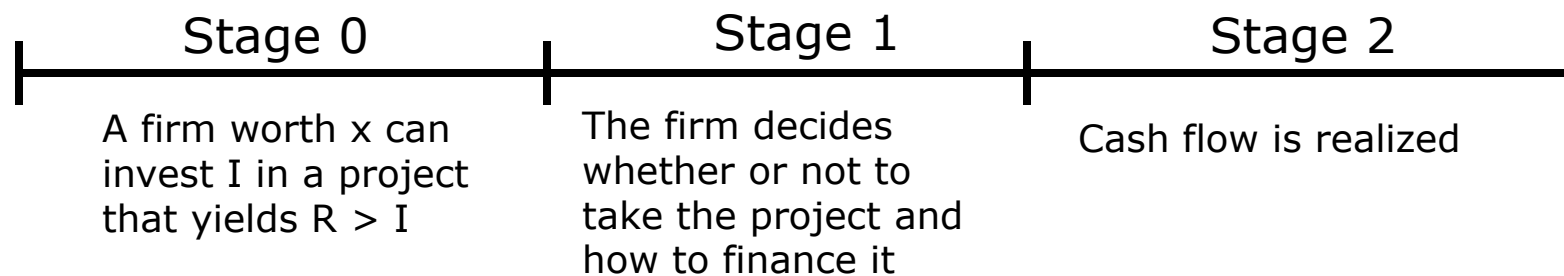 Stage 0
Stage 1
Stage 2
A firm worth x can
invest I in a project
that yields R > I
The firm decides
whether or not to
take the project and
how to finance it
Cash flow is realized